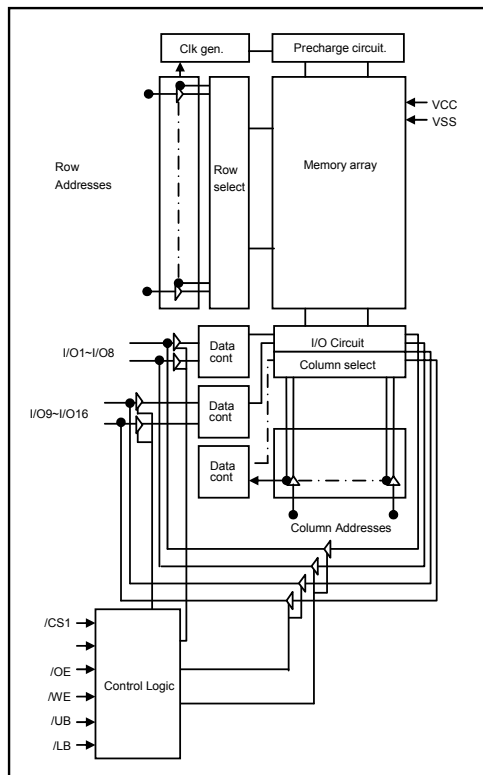 Clk gen.
Precharge circuit.
VCC
VSS
Row
Addresses
Row
select
Memory array
I/O1~I/O8
Data
cont
I/O Circuit
Column select
I/O9~I/O16
Data
cont
Data
cont
Column Addresses
/CS1
/OE
/WE
/UB
/LB
Control Logic